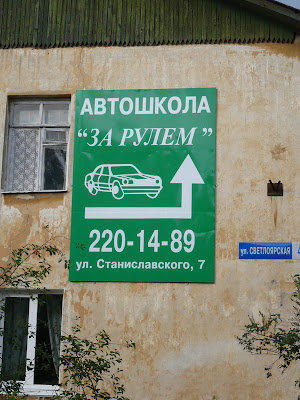 АВТОШКОЛА
"ЗА РУЛЕМ"
220-14-89
ул. Станиславского, 7
ул. СВЕТЛОЯРСКАЯ